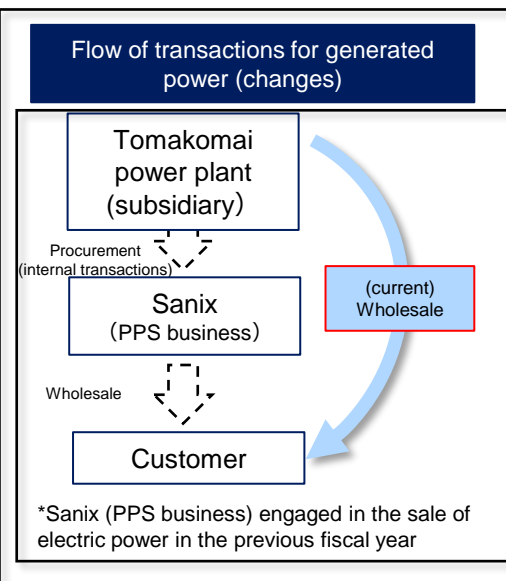 Flow of transactions for generated
power (changes)
Tomakomai
power plant
(subsidiary）
Procurement
(internal transactions)
Sanix
（PPS business）
(current)
Wholesale
Wholesale
Customer
*Sanix (PPS business) engaged in the sale of
electric power in the previous fiscal year